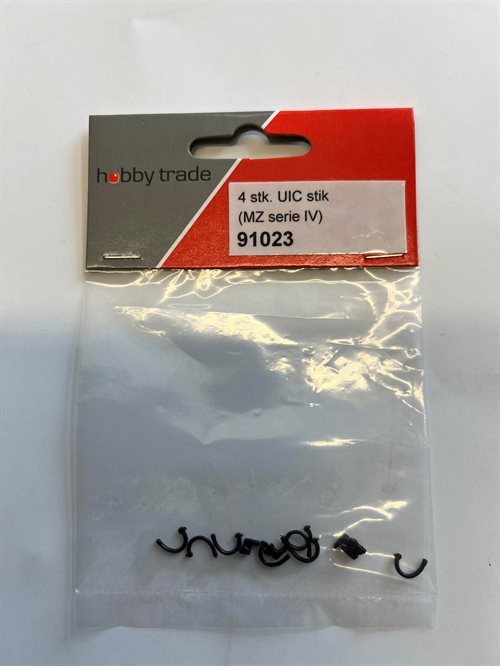 hobby trade
4 stk. UIC stik
(MZ serie IV)
91023